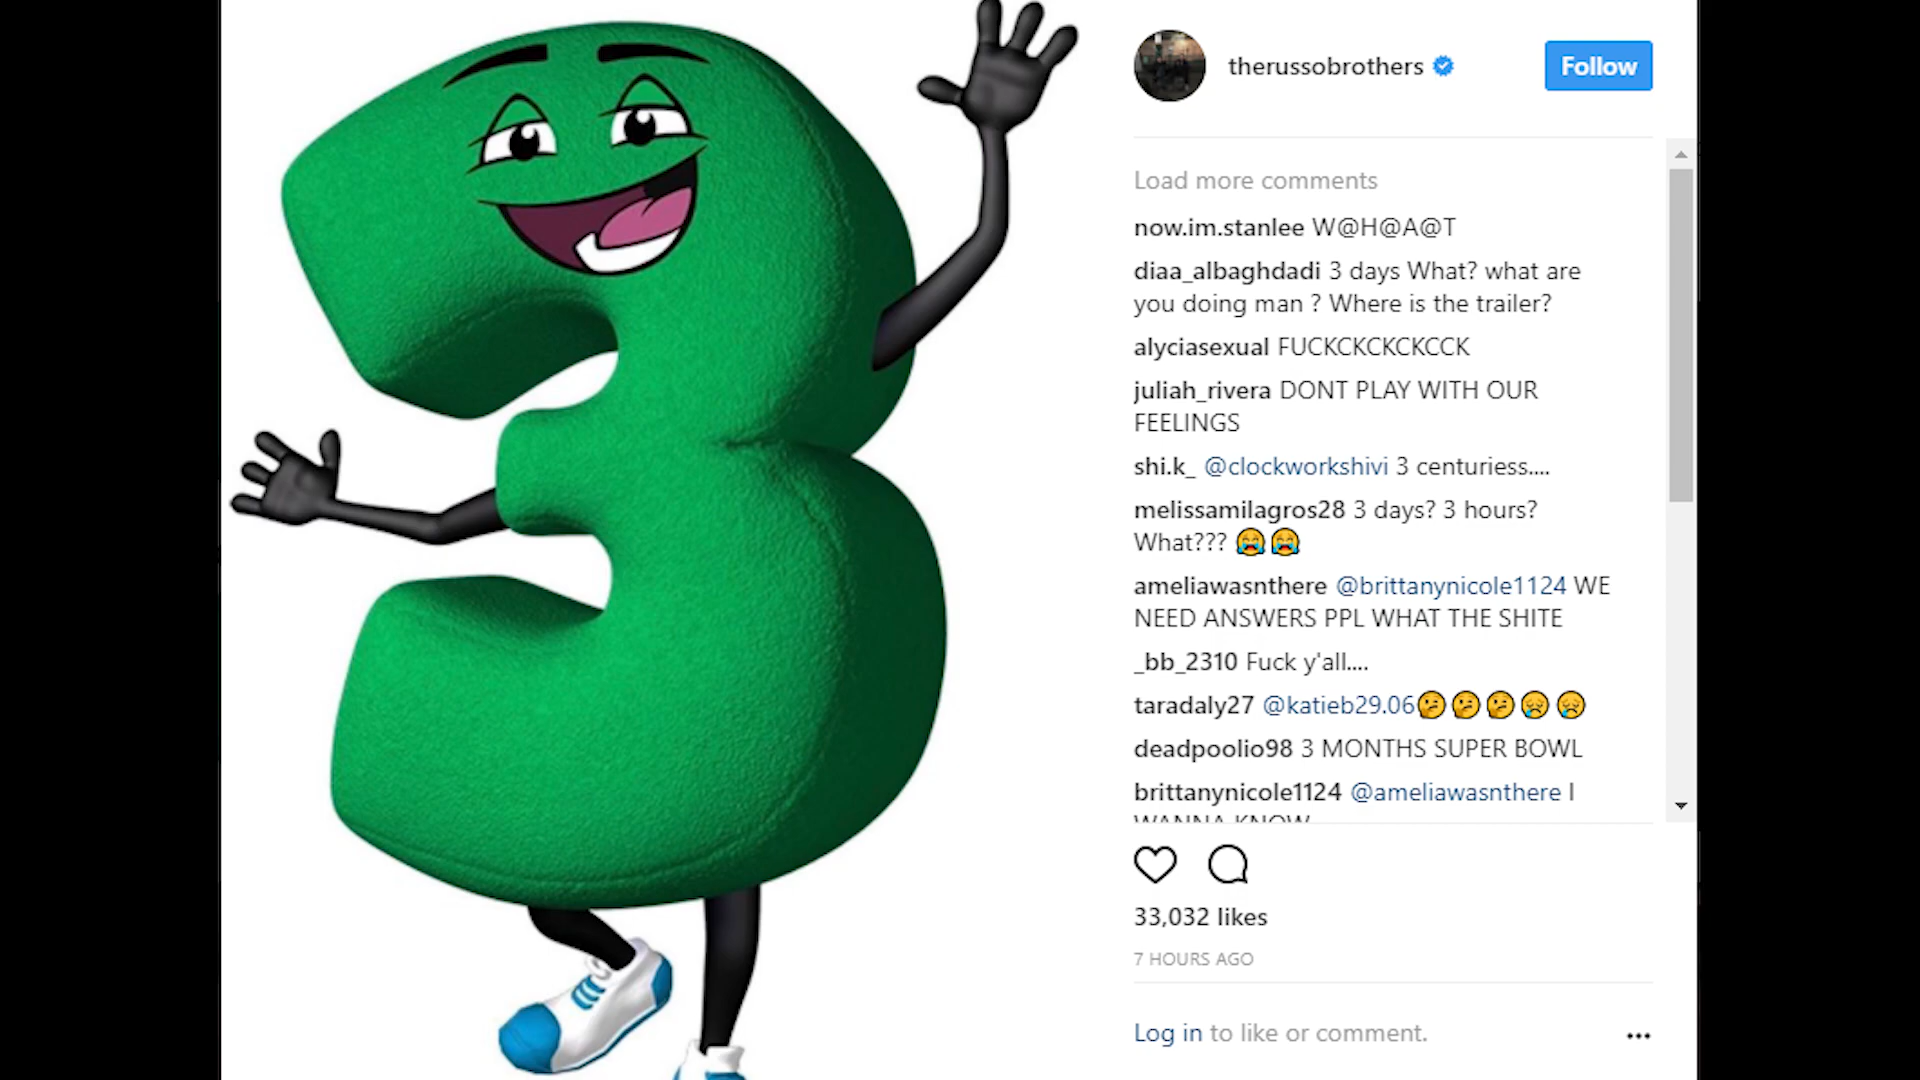 therussobrothers
Follow
Load more comments
now.im.stanlee W@H@A@T
diaa_albaghdadi 3 days What? what are
you doing man ? Where is the trailer?
alyciasexual FUCKCKCKCKCCK
juliah_rivera DONT PLAY WITH OUR
FEELINGS
shi.k_ @clockworkshivi 3 centuriess....
melissamilagros28 3 days? 3 hours?
What??? 😭😭
ameliawasnthere @brittanynicole1124 WE
NEED ANSWERS PPL WHAT THE SHITE
_bb_2310 Fuck y'all....
taradaly27 @katieb29.06🤔🤔🤔😢😢
deadpoolio98 3 MONTHS SUPER BOWL
brittanynicole1124 @ameliawasnthere I
WANNA KNOW
33,032 likes
7 HOURS AGO
Log in to like or comment.